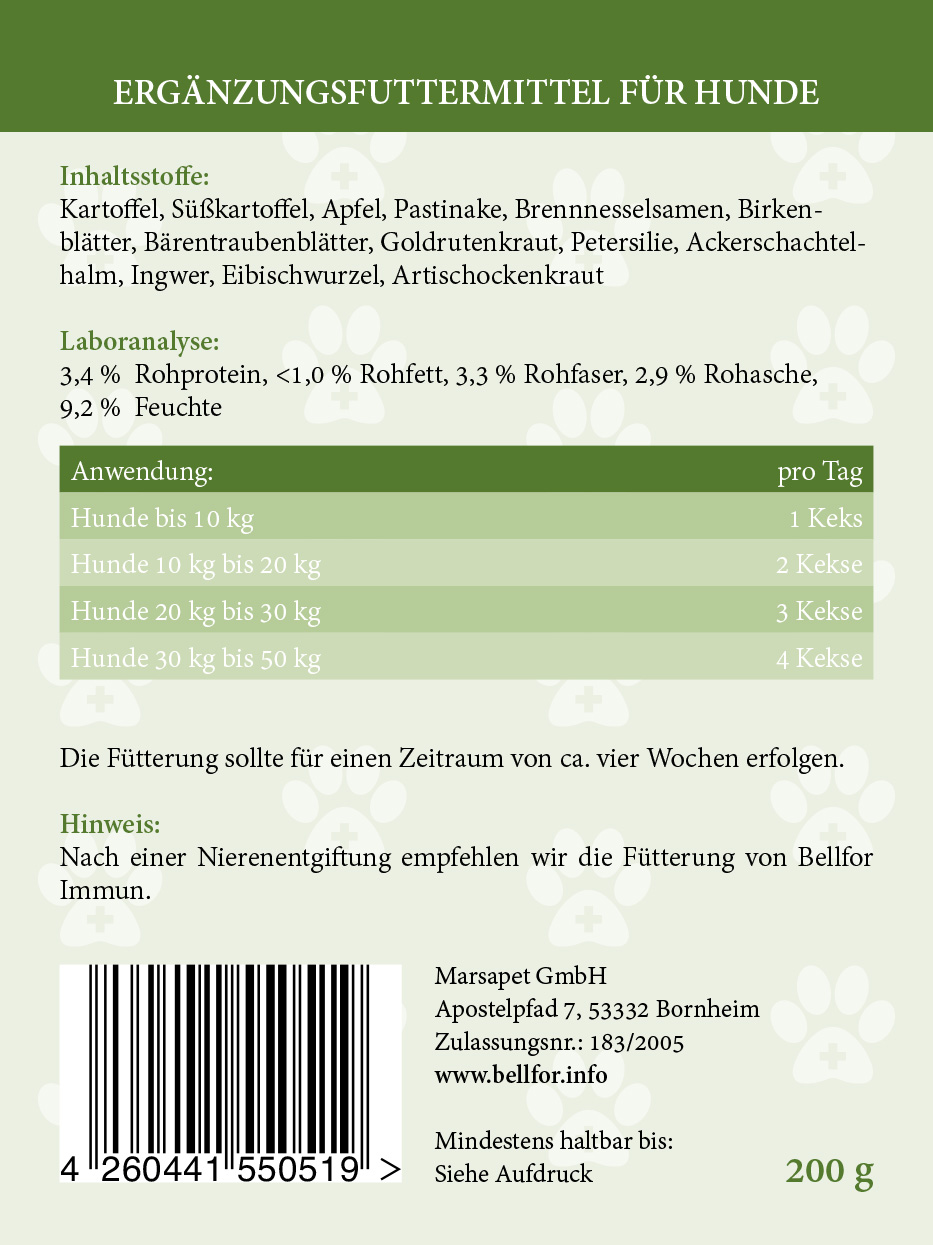 ERGÄNZUNGSFUTTERMITTEL FÜR HUNDE
Inhaltsstoffe:
Kartoffel, Süßkartoffel, Apfel, Pastinake, Brennnesselsamen, Birken-
blätter, Bärentraubenblätter, Goldrutenkraut, Petersilie, Ackerschachtel-
halm, Ingwer, Eibischwurzel, Artischockenkraut
Laboranalyse:
3,4 % Rohprotein, <1,0 % Rohfett, 3,3 % Rohfaser, 2,9 % Rohasche,
9,2 % Feuchte
Anwendung: pro Tag
Hunde bis 10 kg 1 Keks
Hunde 10 kg bis 20 kg 2 Kekse
Hunde 20 kg bis 30 kg 3 Kekse
Hunde 30 kg bis 50 kg 4 Kekse
Die Fütterung sollte für einen Zeitraum von ca. vier Wochen erfolgen.
Hinweis:
Nach einer Nierenentgiftung empfehlen wir die Fütterung von Bellfor
Immun.
4 260441 550519 >
Marsapet GmbH
Apostelpfad 7, 53332 Bornheim
Zulassungsnr.: 183/2005
www.bellfor.info
Mindestens haltbar bis:
Siehe Aufdruck
200 g